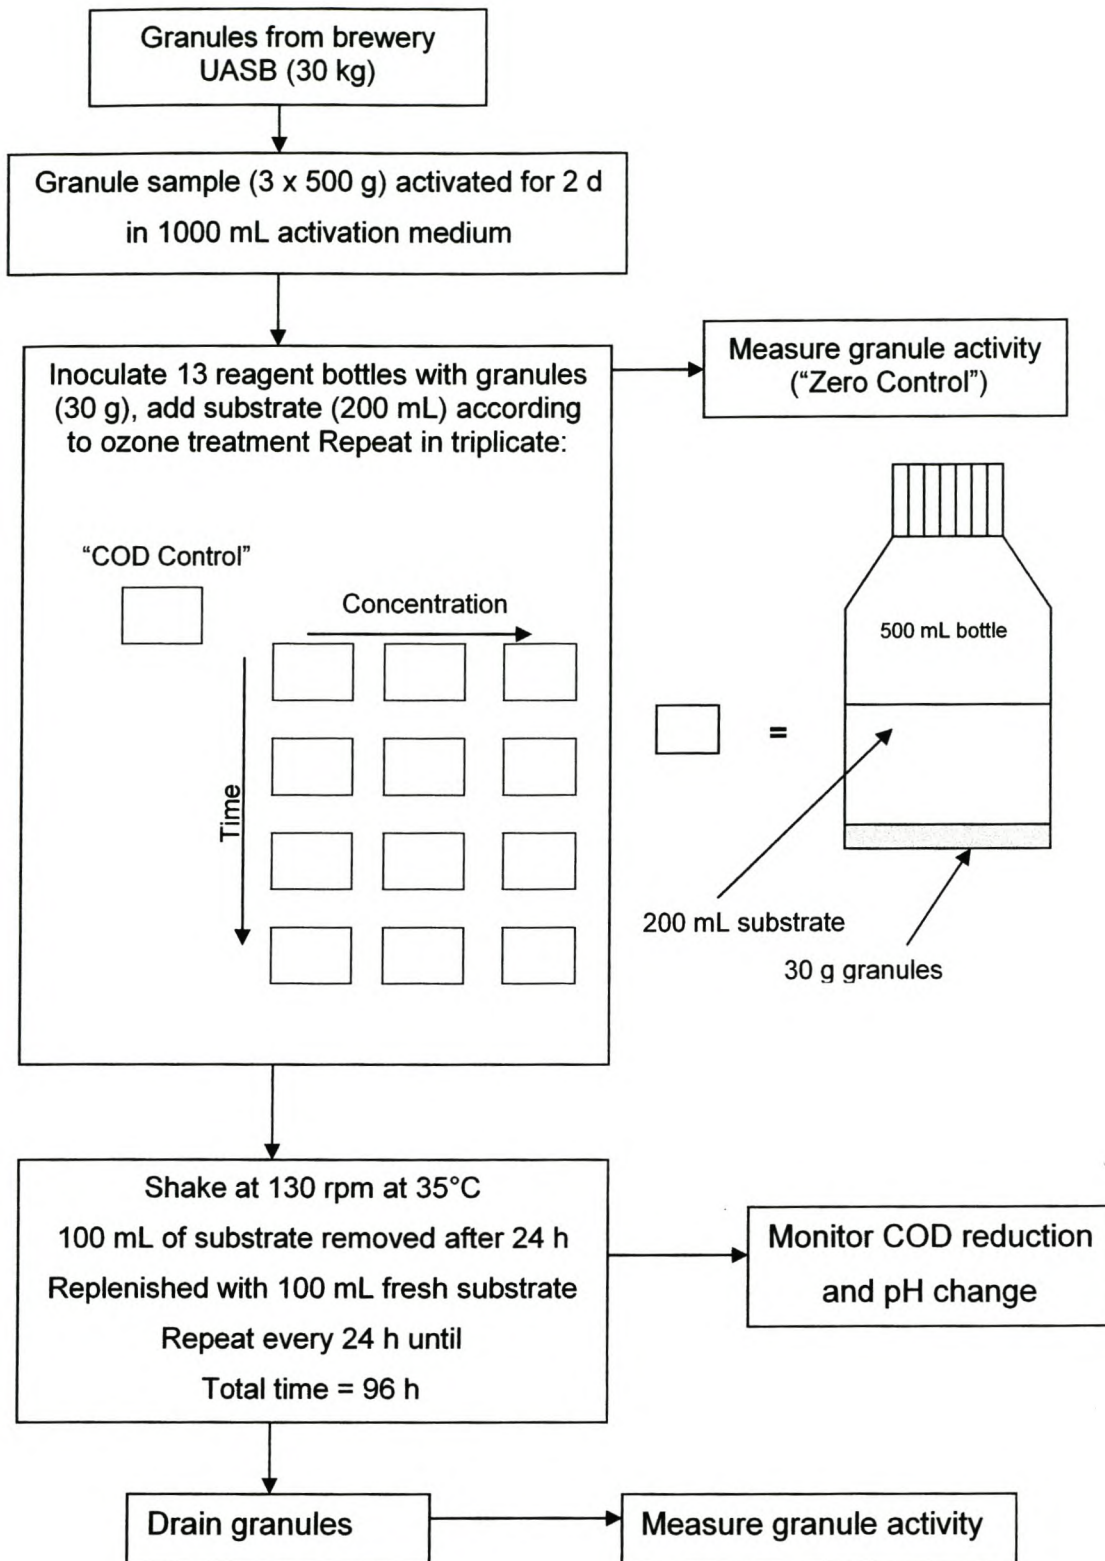 Granules from brewery
UASB (30 kg)
Granule sample (3 x 500 g) activated for 2 d
in 1000 mL activation medium
Inoculate 13 reagent bottles with granules
(30 g), add substrate (200 mL) according
to ozone treatment Repeat in triplicate:
Measure granule activity
(“Zero Control”)
“COD Control”
Concentration
Time
500 mL bottle
=
200 mL substrate
30 g granules
Shake at 130 rpm at 35°C
100 mL of substrate removed after 24 h
Replenished with 100 mL fresh substrate
Repeat every 24 h until
Total time = 96 h
Monitor COD reduction
and pH change
Drain granules
Measure granule activity